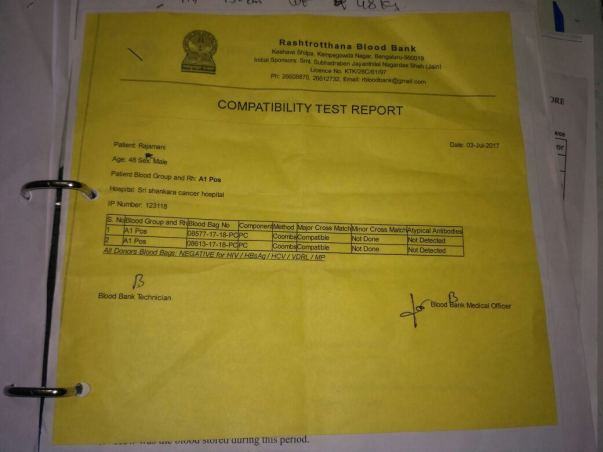 48 Kg
Rashtrotthana Blood Bank
Keshava Shilpa, Kempegowda Nagar, Bengaluru-560019
Initial Sponsors: Smt. Subhadraben Jayantilal Nagardas Shah (Jain)
Licence No. KTK/28C/61/97
Ph: 26608870, 26612732, Email: rhbloodbank@gmail.com
COMPATIBILITY TEST REPORT
Patient: Rajamani
Date: 03-Jul-2017
Age: 48 Sex: Male
Patient Blood Group and Rh: A1 Pos
Hospital: Sri shankara cancer hospital
IP Number: 123118
S. No Blood Group and Rh Blood Bag No Component Method Major Cross Match Minor Cross Match Atypical Antibodies
1 A1 Pos 08577-17-18-PC PC Coombs Compatible Not Done Not Detected
2 A1 Pos 08613-17-18-PC PC Coombs Compatible Not Done Not Detected
All Donors Blood Bags: NEGATIVE for HIV / HBsAg / HCV / VDRL / MP
Blood Bank Technician
Blood Bank Medical Officer
was the blood stored during this period.